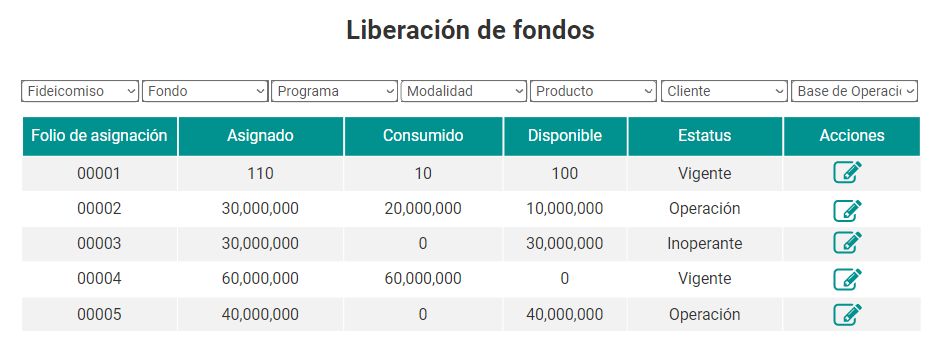 Liberación de fondos
Fideicomiso Fondo Programa Modalidad Producto Cliente Base de Operaci
Folio de asignación Asignado Consumido Disponible Estatus Acciones
00001 110 10 100 Vigente
00002 30,000,000 20,000,000 10,000,000 Operación
00003 30,000,000 0 30,000,000 Inoperante
00004 60,000,000 60,000,000 0 Vigente
00005 40,000,000 0 40,000,000 Operación